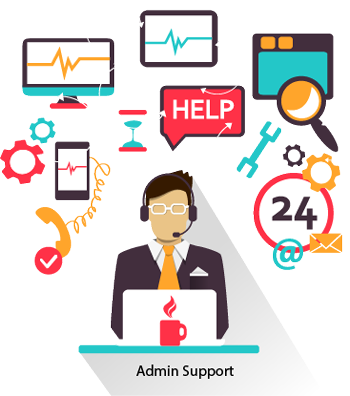 HELP
24
@
Admin Support